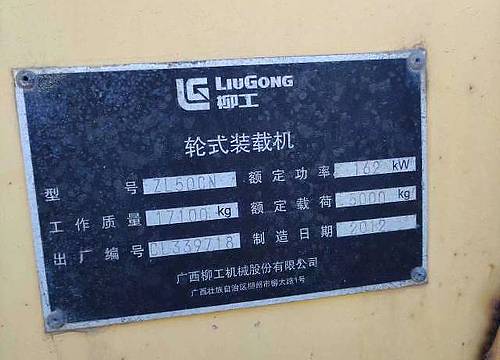 LIUGONG
柳工
轮式装载机
型号 ZL50CN 额定功率 162 kW
工作质量 17100 kg 额定载荷 5000 kg
出厂编号 CL339718 制造日期 2012
广西柳工机械股份有限公司
广西壮族自治区柳州市柳太路1号